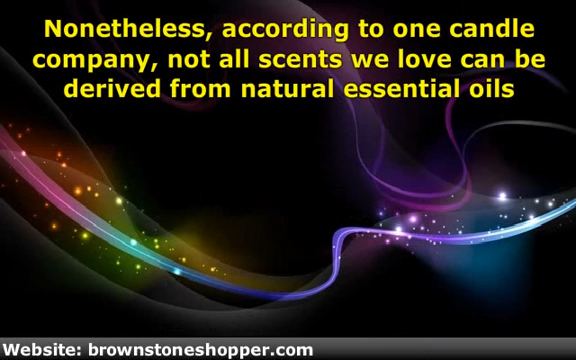 Nonetheless, according to one candle
company, not all scents we love can be
derived from natural essential oils
Website: brownstoneshopper.com